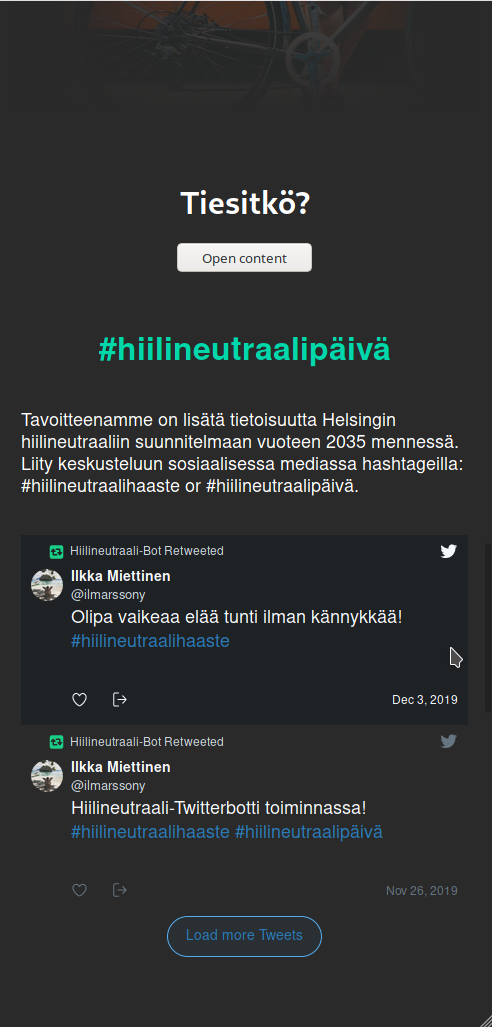 Tiesitkö?
Open content
#hiilineutraalipäivä
Tavoitteenamme on lisätä tietoisuutta Helsingin
hiilineutraaliin suunnitelmaan vuoteen 2035 mennessä.
Liity keskusteluun sosiaalisessa mediassa hashtageilla:
#hiilineutraalihaaste or #hiilineutraalipäivä.
Hiilineutraali-Bot Retweeted
Ilkka Miettinen
@ilmarssony
Olipa vaikeaa elää tunti ilman kännykkää!
#hiilineutraalihaaste
Dec 3, 2019
Hiilineutraali-Bot Retweeted
Ilkka Miettinen
@ilmarssony
Hiilineutraali-Twitterbotti toiminnassa!
#hiilineutraalihaaste #hiilineutraalipäivä
Nov 26, 2019
Load more Tweets